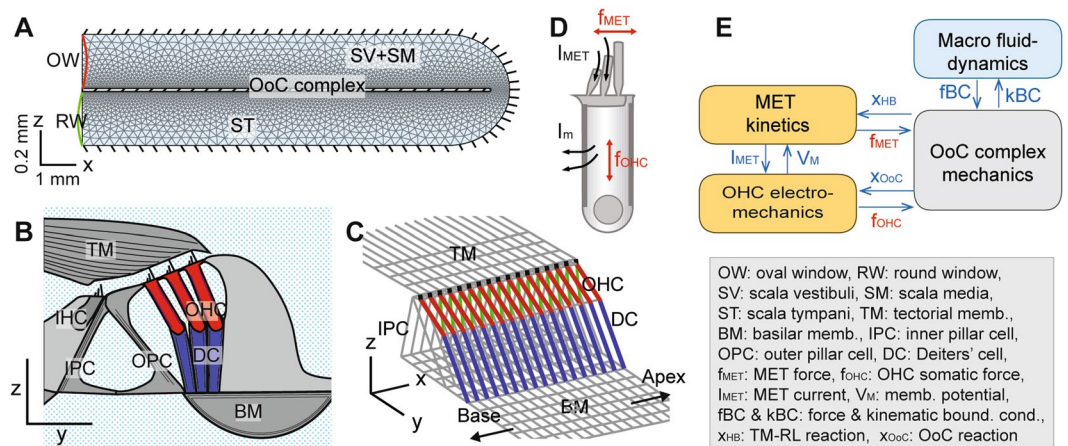 A
OW
SV+SM
OoC complex
RW
ST
z
0.2 mm
x
1 mm
B
TM
IHC
OHC
IPC
OPC
DC
BM
z
y
C
TM
OHC
IPC
DC
z
x
y
Base
BM
Apex
D
fMET
IMET
Im
fOHC
E
Macro fluid-
dynamics
fBC
kBC
MET
kinetics
xHB
fMET
OoC complex
mechanics
IMET
VM
xOoC
OHC electro-
mechanics
fOHC
OW: oval window, RW: round window,
SV: scala vestibuli, SM: scala media,
ST: scala tympani, TM: tectorial memb.,
BM: basilar memb., IPC: inner pillar cell,
OPC: outer pillar cell, DC: Deiters' cell,
fMET: MET force, fOHC: OHC somatic force,
IMET: MET current, VM: memb. potential,
fBC & kBC: force & kinematic bound. cond.,
xHB: TM-RL reaction, xOoC: OoC reaction